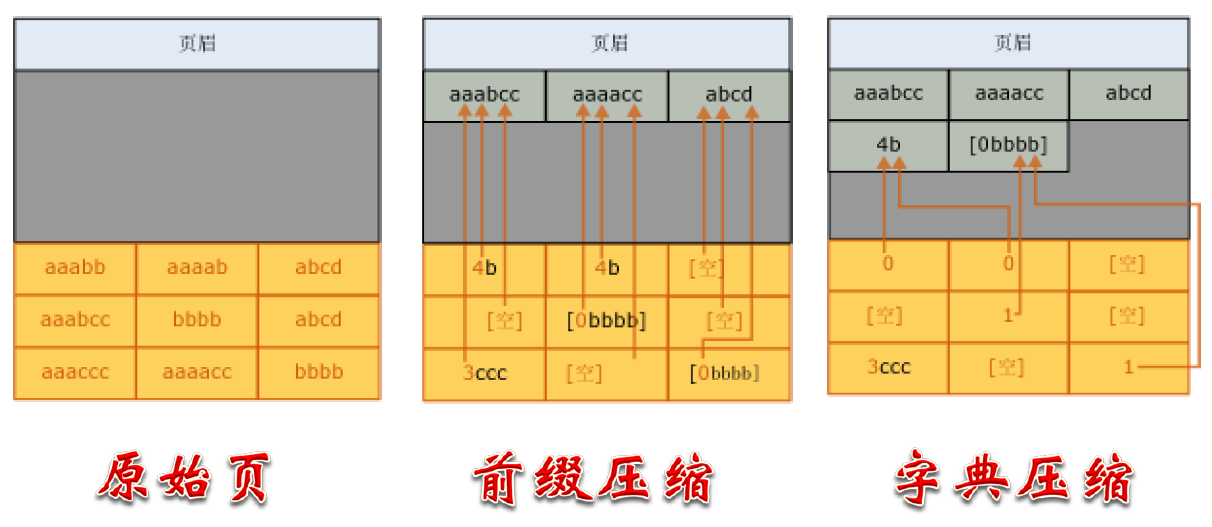 页眉
aaabb aaaab abcd
aaabcc bbbb abcd
aaaccc aaaacc bbbb
原始页
页眉
aaabcc aaaacc abcd
4b 4b [空]
[空] [0bbbb] [空]
3ccc [空] [0bbbb]
前缀压缩
页眉
aaabcc aaaacc abcd
4b [0bbbb]
0 0 [空]
[空] 1 [空]
3ccc [空] 1
字典压缩